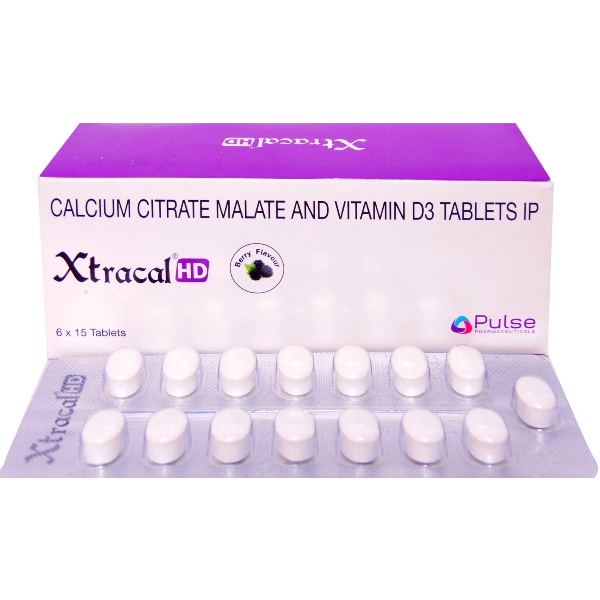 Xtracal HD
CALCIUM CITRATE MALATE AND VITAMIN D3 TABLETS IP
Xtracal® HD
Berry Flavour
6 x 15 Tablets
Pulse
PHARMACEUTICALS
Xtracal HD